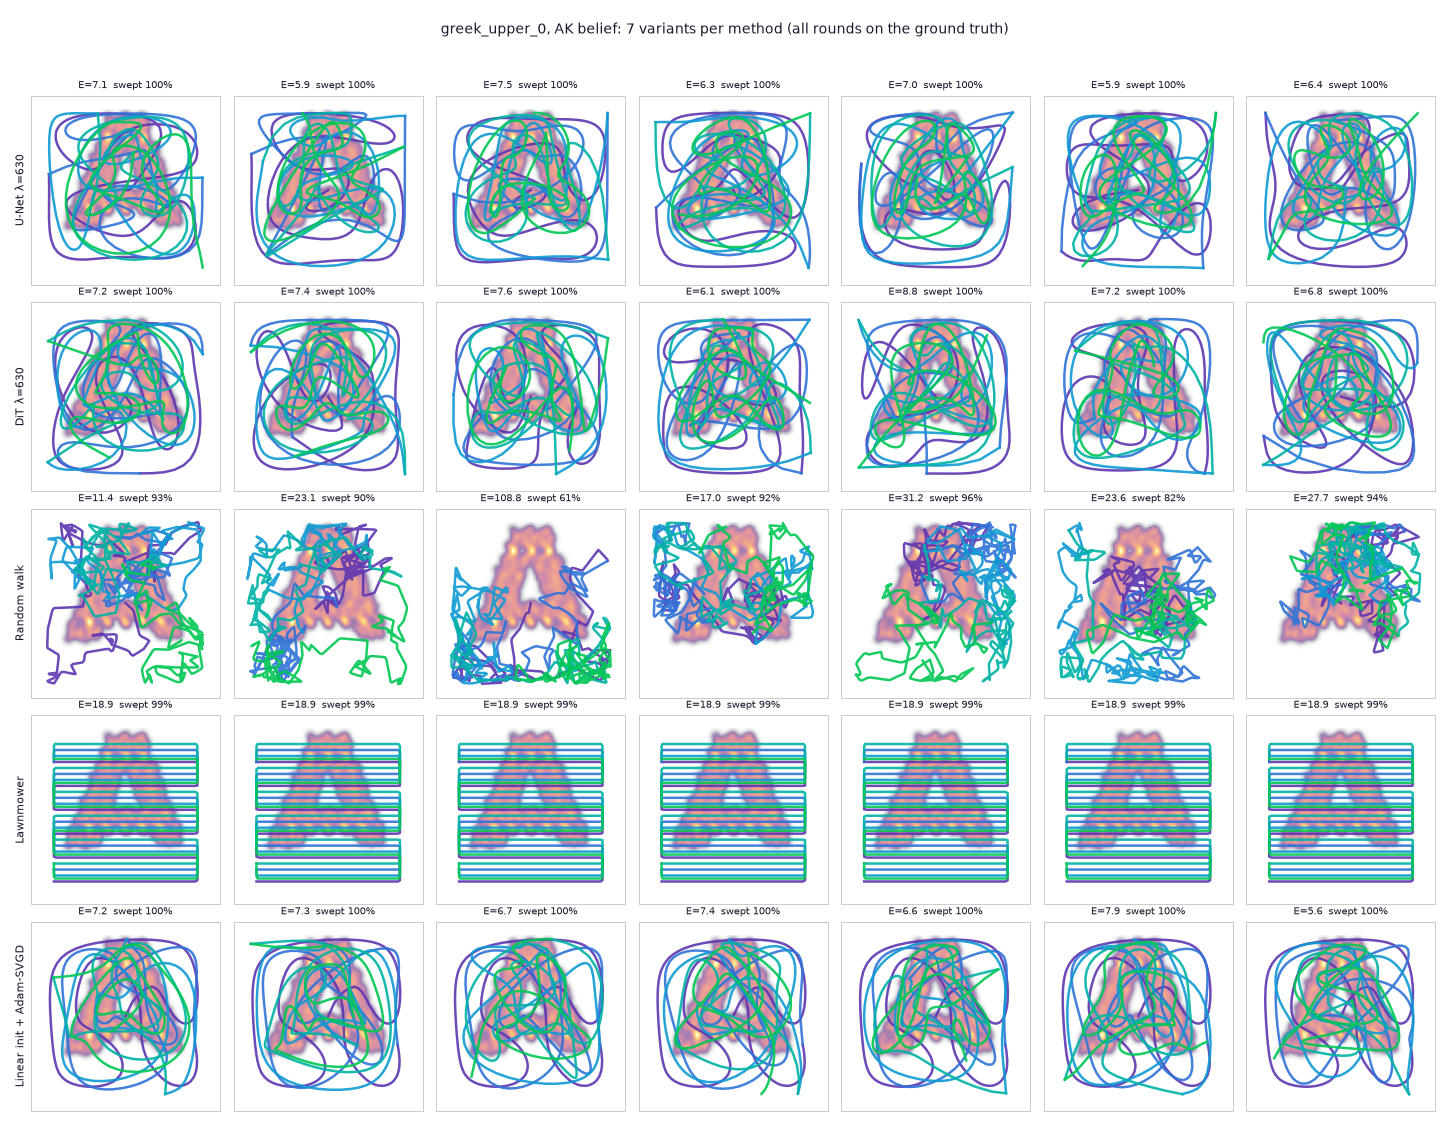 greek_upper_0, AK belief: 7 variants per method (all rounds on the ground truth)
E=7.1 swept 100% E=5.9 swept 100% E=7.5 swept 100% E=6.3 swept 100% E=7.0 swept 100% E=5.9 swept 100% E=6.4 swept 100%
U-Net λ=630
E=7.2 swept 100% E=7.4 swept 100% E=7.6 swept 100% E=6.1 swept 100% E=8.8 swept 100% E=7.2 swept 100% E=6.8 swept 100%
DiT λ=630
E=11.4 swept 93% E=23.1 swept 90% E=108.8 swept 61% E=17.0 swept 92% E=31.2 swept 96% E=23.6 swept 82% E=27.7 swept 94%
Random walk
E=18.9 swept 99% E=18.9 swept 99% E=18.9 swept 99% E=18.9 swept 99% E=18.9 swept 99% E=18.9 swept 99% E=18.9 swept 99%
Lawnmower
E=7.2 swept 100% E=7.3 swept 100% E=6.7 swept 100% E=7.4 swept 100% E=6.6 swept 100% E=7.9 swept 100% E=5.6 swept 100%
Linear init + Adam-SVGD